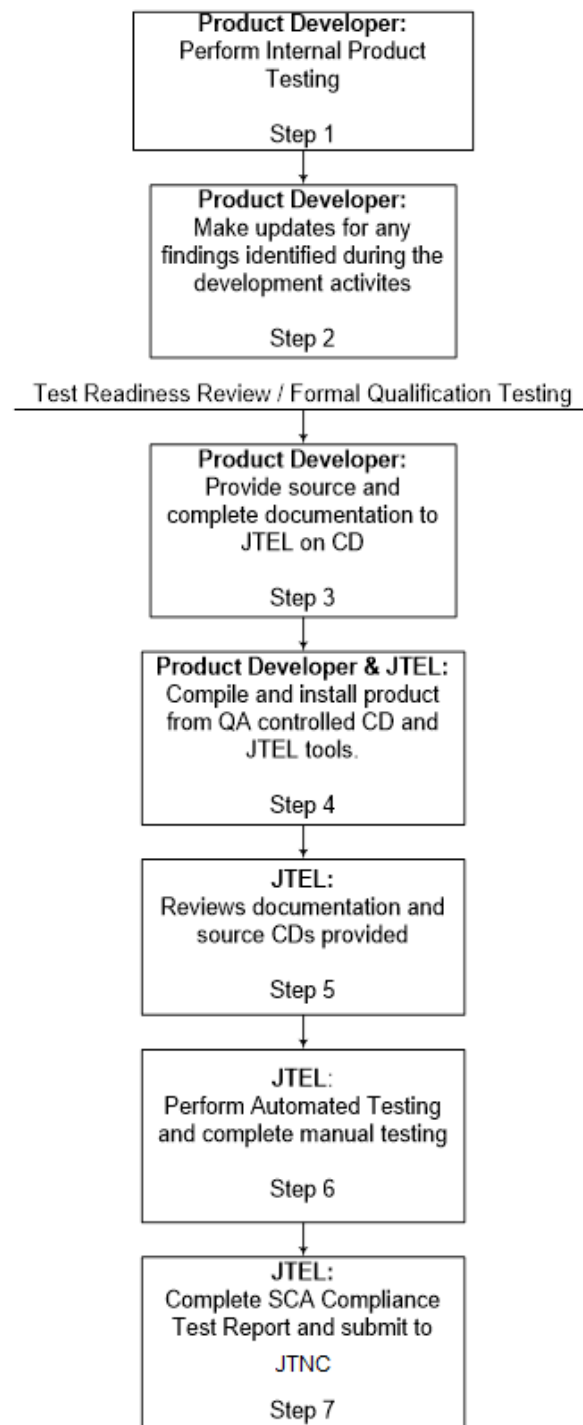 Product Developer:
Perform Internal Product
Testing
Step 1
Product Developer:
Make updates for any
findings identified during the
development activites
Step 2
Test Readiness Review / Formal Qualification Testing
Product Developer:
Provide source and
complete documentation to
JTEL on CD
Step 3
Product Developer & JTEL:
Compile and install product
from QA controlled CD and
JTEL tools.
Step 4
JTEL:
Reviews documentation and
source CDs provided
Step 5
JTEL:
Perform Automated Testing
and complete manual testing
Step 6
JTEL:
Complete SCA Compliance
Test Report and submit to
JTNC
Step 7